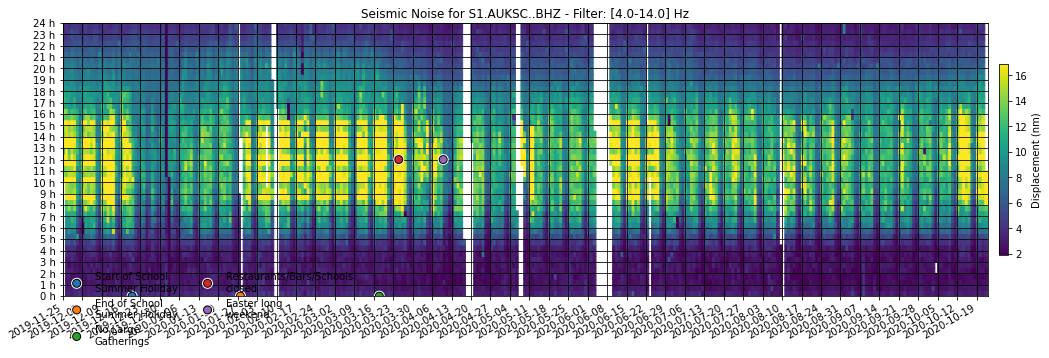 Seismic Noise for S1.AUKSC..BHZ - Filter: [4.0-14.0] Hz
24 h
23 h
22 h
21 h
20 h
19 h
18 h
17 h
16 h
15 h
14 h
13 h
12 h
11 h
10 h
9 h
8 h
7 h
6 h
5 h
4 h
3 h
2 h
1 h
0 h
16
14
12
10
8
6
4
2
Displacement (nm)
Start of School
Summer Holiday
End of School
Summer Holiday
No Large
Gatherings
Restaurants/Bars/Schools
closed
Easter long
weekend
2019-11-25
2020-02-24
2020-03-02
2020-03-09
2020-03-16
2020-03-23
2020-03-30
2020-04-06
2020-04-13
2020-04-20
2020-04-27
2020-05-04
2020-05-11
2020-05-18
2020-05-25
2020-06-01
2020-06-08
2020-06-15
2020-06-22
2020-06-29
2020-07-06
2020-07-13
2020-07-20
2020-07-27
2020-08-03
2020-08-10
2020-08-17
2020-08-24
2020-08-31
2020-09-07
2020-09-14
2020-09-21
2020-09-28
2020-10-05
2020-10-12
2020-10-19